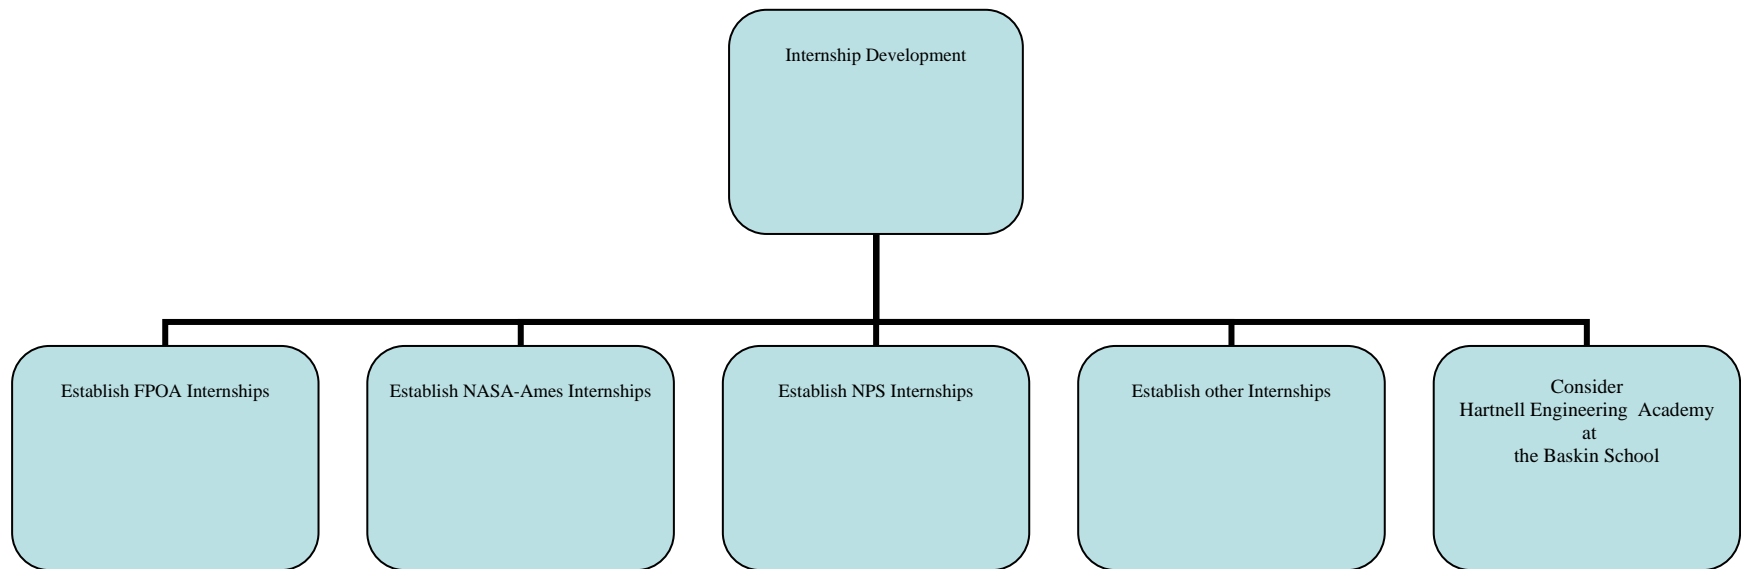 Internship Development
Establish FPOA Internships
Establish NASA-Ames Internships
Establish NPS Internships
Establish other Internships
Consider
Hartnell Engineering  Academy
at
the Baskin School